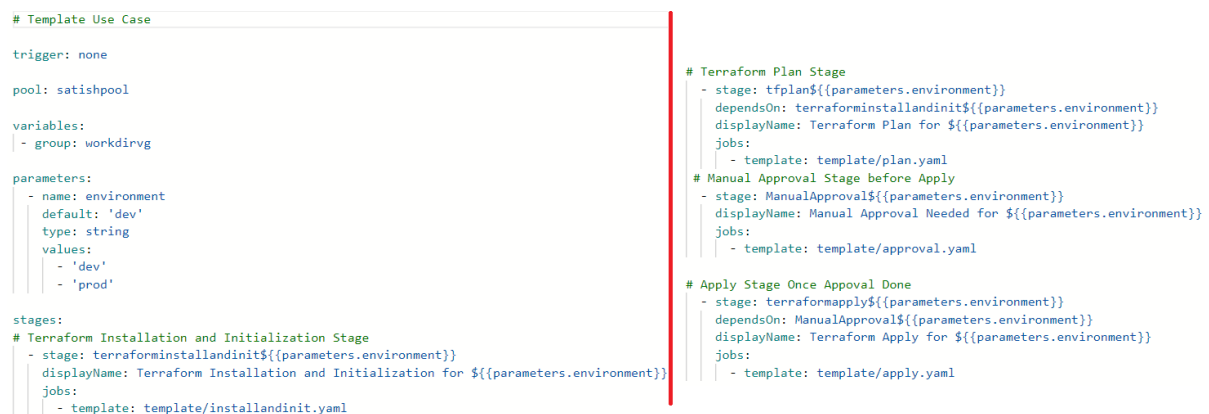 # Template Use Case
trigger: none
pool: satishpool
variables:
- group: workdirvg
parameters:
- name: environment
default: 'dev'
type: string
values:
- 'dev'
- 'prod'
stages:
# Terraform Installation and Initialization Stage
- stage: terraforminstallandinit${{parameters.environment}}
displayName: Terraform Installation and Initialization for ${{parameters.environment}}
jobs:
- template: template/installandinit.yaml
# Terraform Plan Stage
- stage: tfplan${{parameters.environment}}
dependsOn: terraforminstallandinit${{parameters.environment}}
displayName: Terraform Plan for ${{parameters.environment}}
jobs:
- template: template/plan.yaml
# Manual Approval Stage before Apply
- stage: ManualApproval${{parameters.environment}}
displayName: Manual Approval Needed for ${{parameters.environment}}
jobs:
- template: template/approval.yaml
# Apply Stage Once Appoval Done
- stage: terraformapply${{parameters.environment}}
dependsOn: ManualApproval${{parameters.environment}}
displayName: Terraform Apply for ${{parameters.environment}}
jobs:
- template: template/apply.yaml